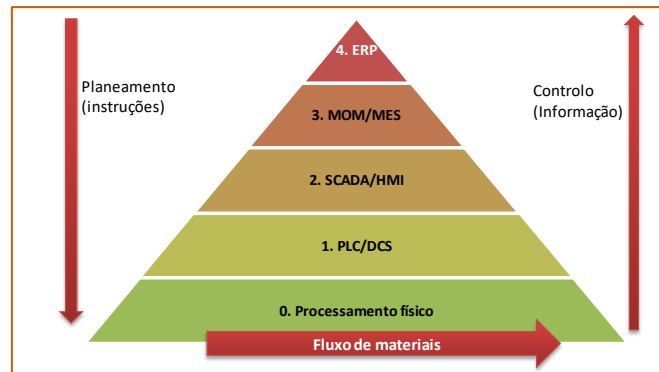 4. ERP
Planeamento
(instruções)
Controlo
(Informação)
3. MOM/MES
2. SCADA/HMI
1. PLC/DCS
0. Processamento físico
Fluxo de materiais